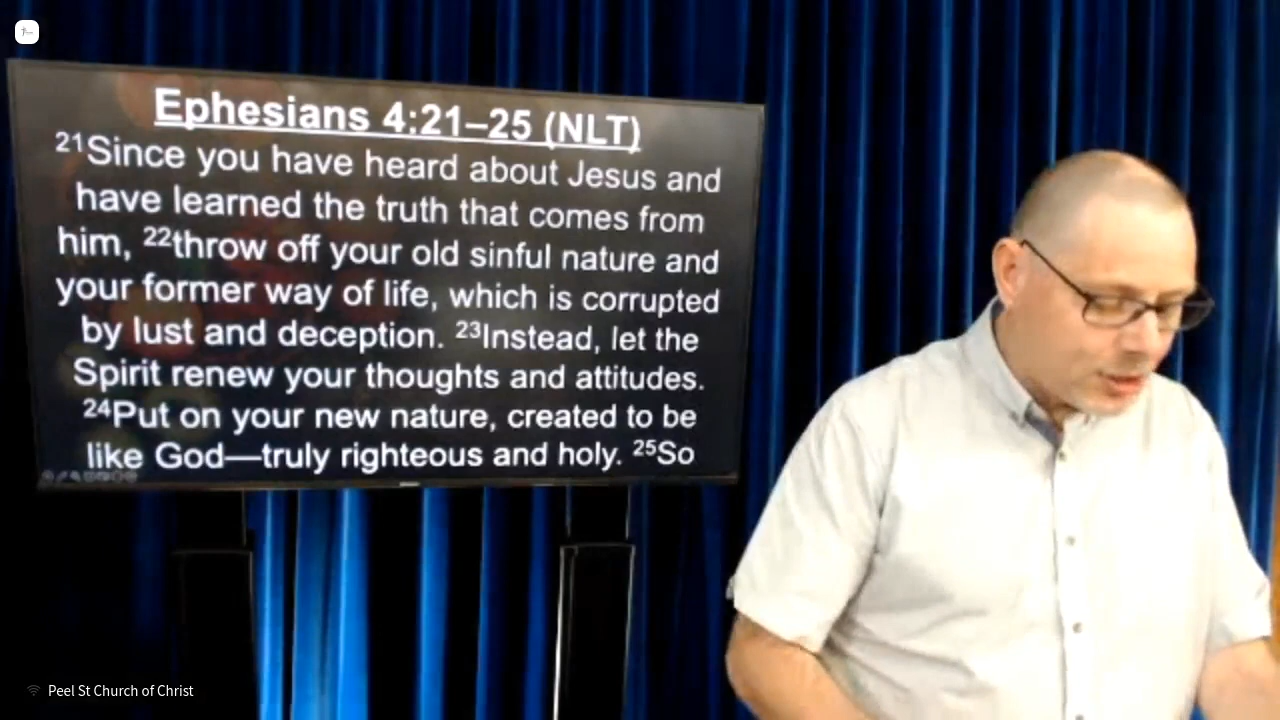 Ephesians 4:21–25 (NLT)
21Since you have heard about Jesus and
have learned the truth that comes from
him, 22throw off your old sinful nature and
your former way of life, which is corrupted
by lust and deception. 23Instead, let the
Spirit renew your thoughts and attitudes.
24Put on your new nature, created to be
like God—truly righteous and holy. 25So
Peel St Church of Christ